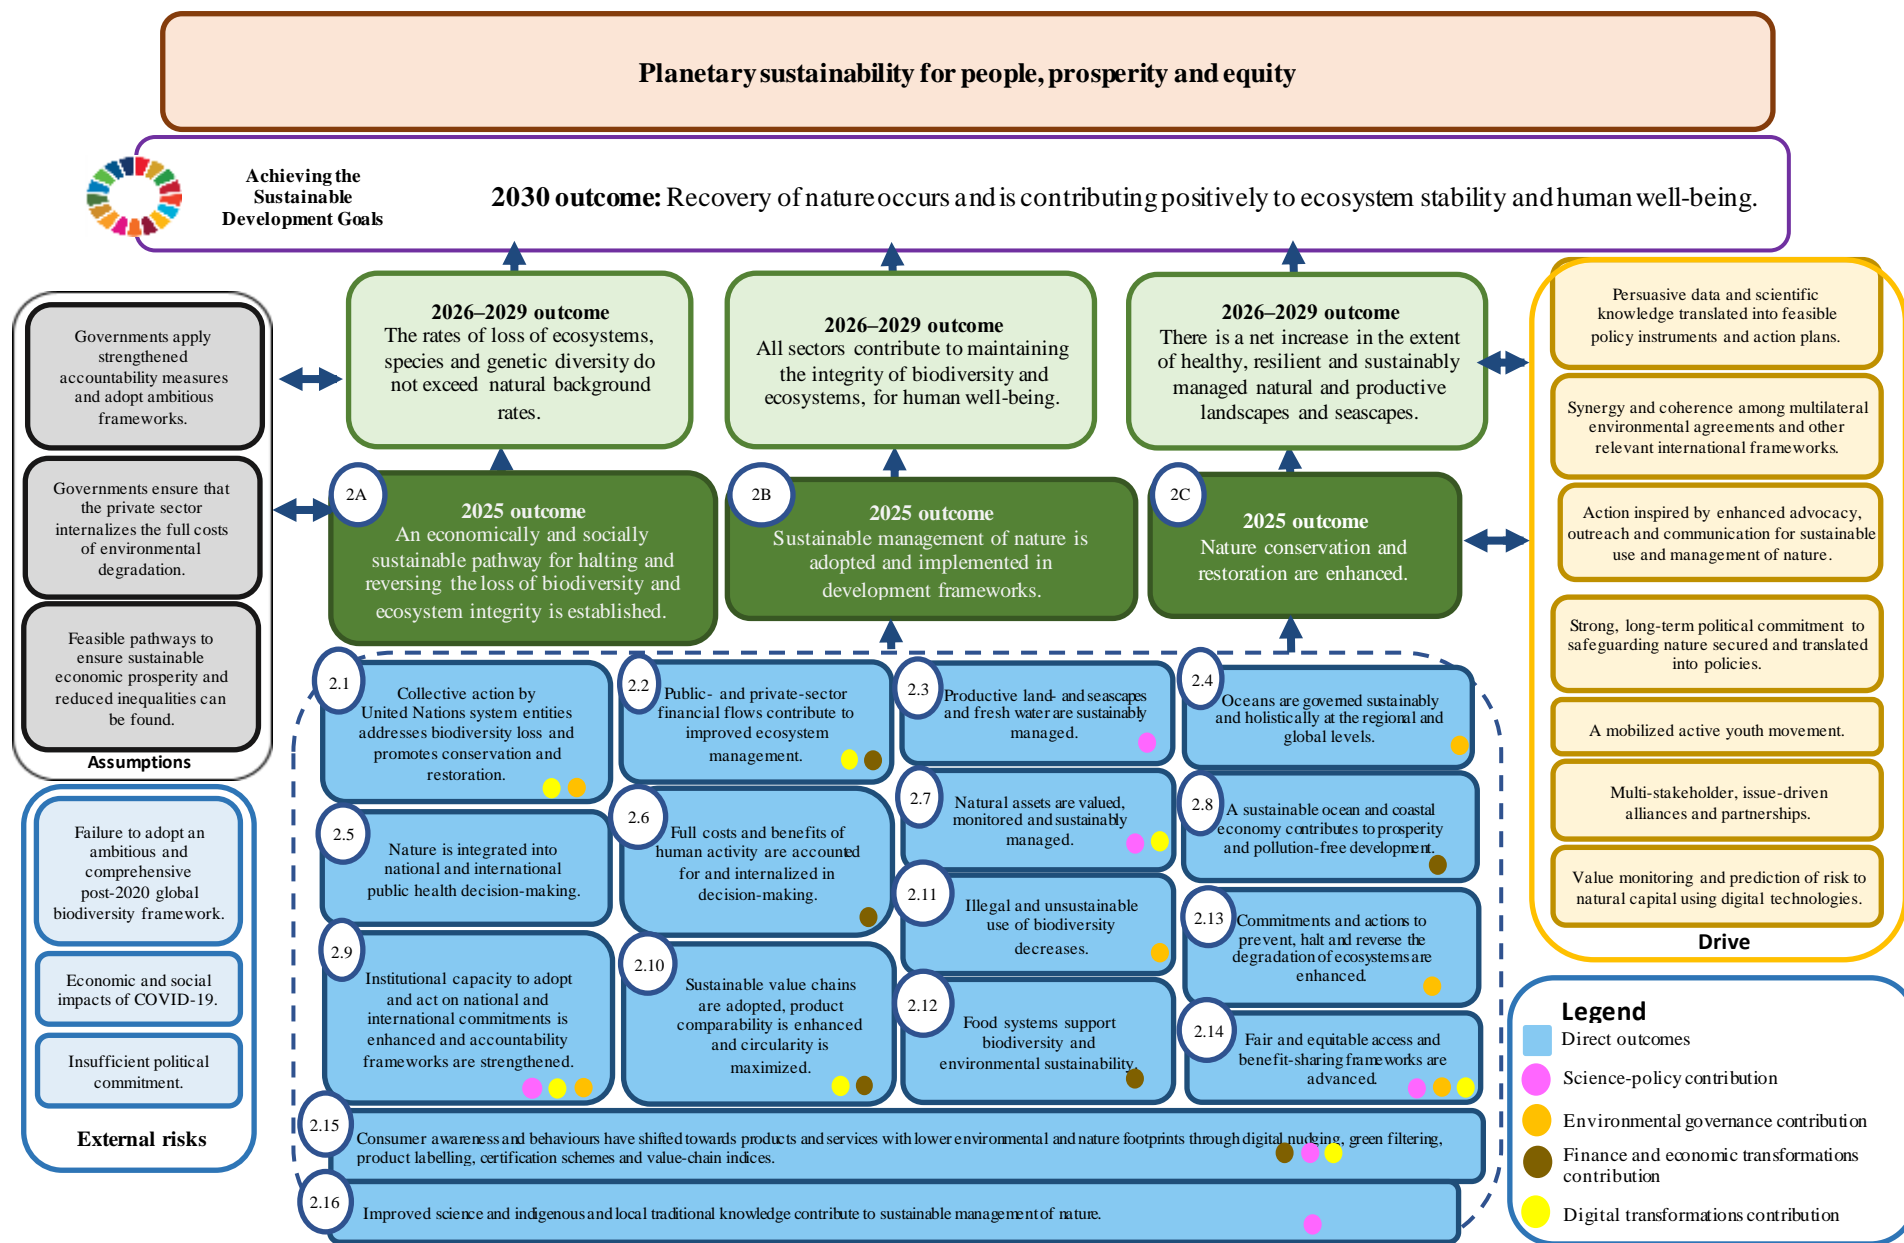 Planetary sustainability for people, prosperity and equity
Achieving the
Sustainable
Development Goals
2030 outcome: Recovery of nature occurs and is contributing positively to ecosystem stability and human well-being.
Governments apply
strengthened
accountability measures
and adopt ambitious
frameworks.
Governments ensure that
the private sector
internalizes the full costs
of environmental
degradation.
Feasible pathways to
ensure sustainable
economic prosperity and
reduced inequalities can
be found.
Assumptions
Failure to adopt an
ambitious and
comprehensive
post-2020 global
biodiversity framework.
Economic and social
impacts of COVID-19.
Insufficient political
commitment.
External risks
2026–2029 outcome
The rates of loss of ecosystems,
species and genetic diversity do
not exceed natural background
rates.
2026–2029 outcome
All sectors contribute to maintaining
the integrity of biodiversity and
ecosystems, for human well-being.
2026–2029 outcome
There is a net increase in the extent
of healthy, resilient and sustainably
managed natural and productive
landscapes and seascapes.
2A
2025 outcome
An economically and socially
sustainable pathway for halting and
reversing the loss of biodiversity and
ecosystem integrity is established.
2B
2025 outcome
Sustainable management of nature is
adopted and implemented in
development frameworks.
2C
2025 outcome
Nature conservation and
restoration are enhanced.
2.1
Collective action by
United Nations system entities
addresses biodiversity loss and
promotes conservation and
restoration.
2.2
Public- and private-sector
financial flows contribute to
improved ecosystem
management.
2.3
Productive land- and seascapes
and fresh water are sustainably
managed.
2.4
Oceans are governed sustainably
and holistically at the regional and
global levels.
2.5
Nature is integrated into
national and international
public health decision-making.
2.6
Full costs and benefits of
human activity are accounted
for and internalized in
decision-making.
2.7
Natural assets are valued,
monitored and sustainably
managed.
2.8
A sustainable ocean and coastal
economy contributes to prosperity
and pollution-free development.
2.9
Institutional capacity to adopt
and act on national and
international commitments is
enhanced and accountability
frameworks are strengthened.
2.10
Sustainable value chains
are adopted, product
comparability is enhanced
and circularity is
maximized.
2.11
Illegal and unsustainable
use of biodiversity
decreases.
2.12
Food systems support
biodiversity and
environmental sustainability.
2.13
Commitments and actions to
prevent, halt and reverse the
degradation of ecosystems are
enhanced.
2.14
Fair and equitable access and
benefit-sharing frameworks are
advanced.
2.15
Consumer awareness and behaviours have shifted towards products and services with lower environmental and nature footprints through digital nudging, green filtering,
product labelling, certification schemes and value-chain indices.
2.16
Improved science and indigenous and local traditional knowledge contribute to sustainable management of nature.
Persuasive data and scientific
knowledge translated into feasible
policy instruments and action plans.
Synergy and coherence among multilateral
environmental agreements and other
relevant international frameworks.
Action inspired by enhanced advocacy,
outreach and communication for sustainable
use and management of nature.
Strong, long-term political commitment to
safeguarding nature secured and translated
into policies.
A mobilized active youth movement.
Multi-stakeholder, issue-driven
alliances and partnerships.
Value monitoring and prediction of risk to
natural capital using digital technologies.
Drive
Legend
Direct outcomes
Science-policy contribution
Environmental governance contribution
Finance and economic transformations
contribution
Digital transformations contribution